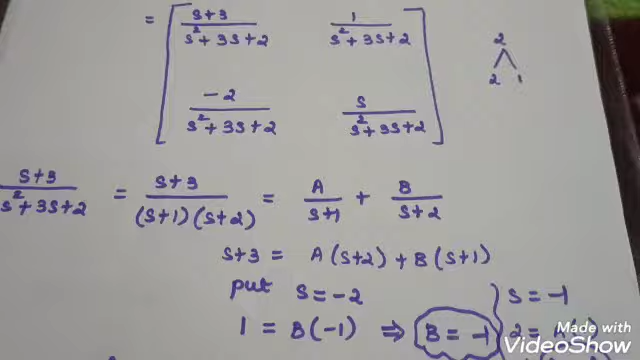 = [ (s+3)/(s²+3s+2)   1/(s²+3s+2) ]
[ -2/(s²+3s+2)   s/(s²+3s+2) ]
2
2 1
(s+3)/(s²+3s+2) = (s+3)/((s+1)(s+2)) = A/(s+1) + B/(s+2)
s+3 = A(s+2) + B(s+1)
put s=-2
s=-1
1 = B(-1) ⇒ B=-1
2 = A(
Made with
VideoShow